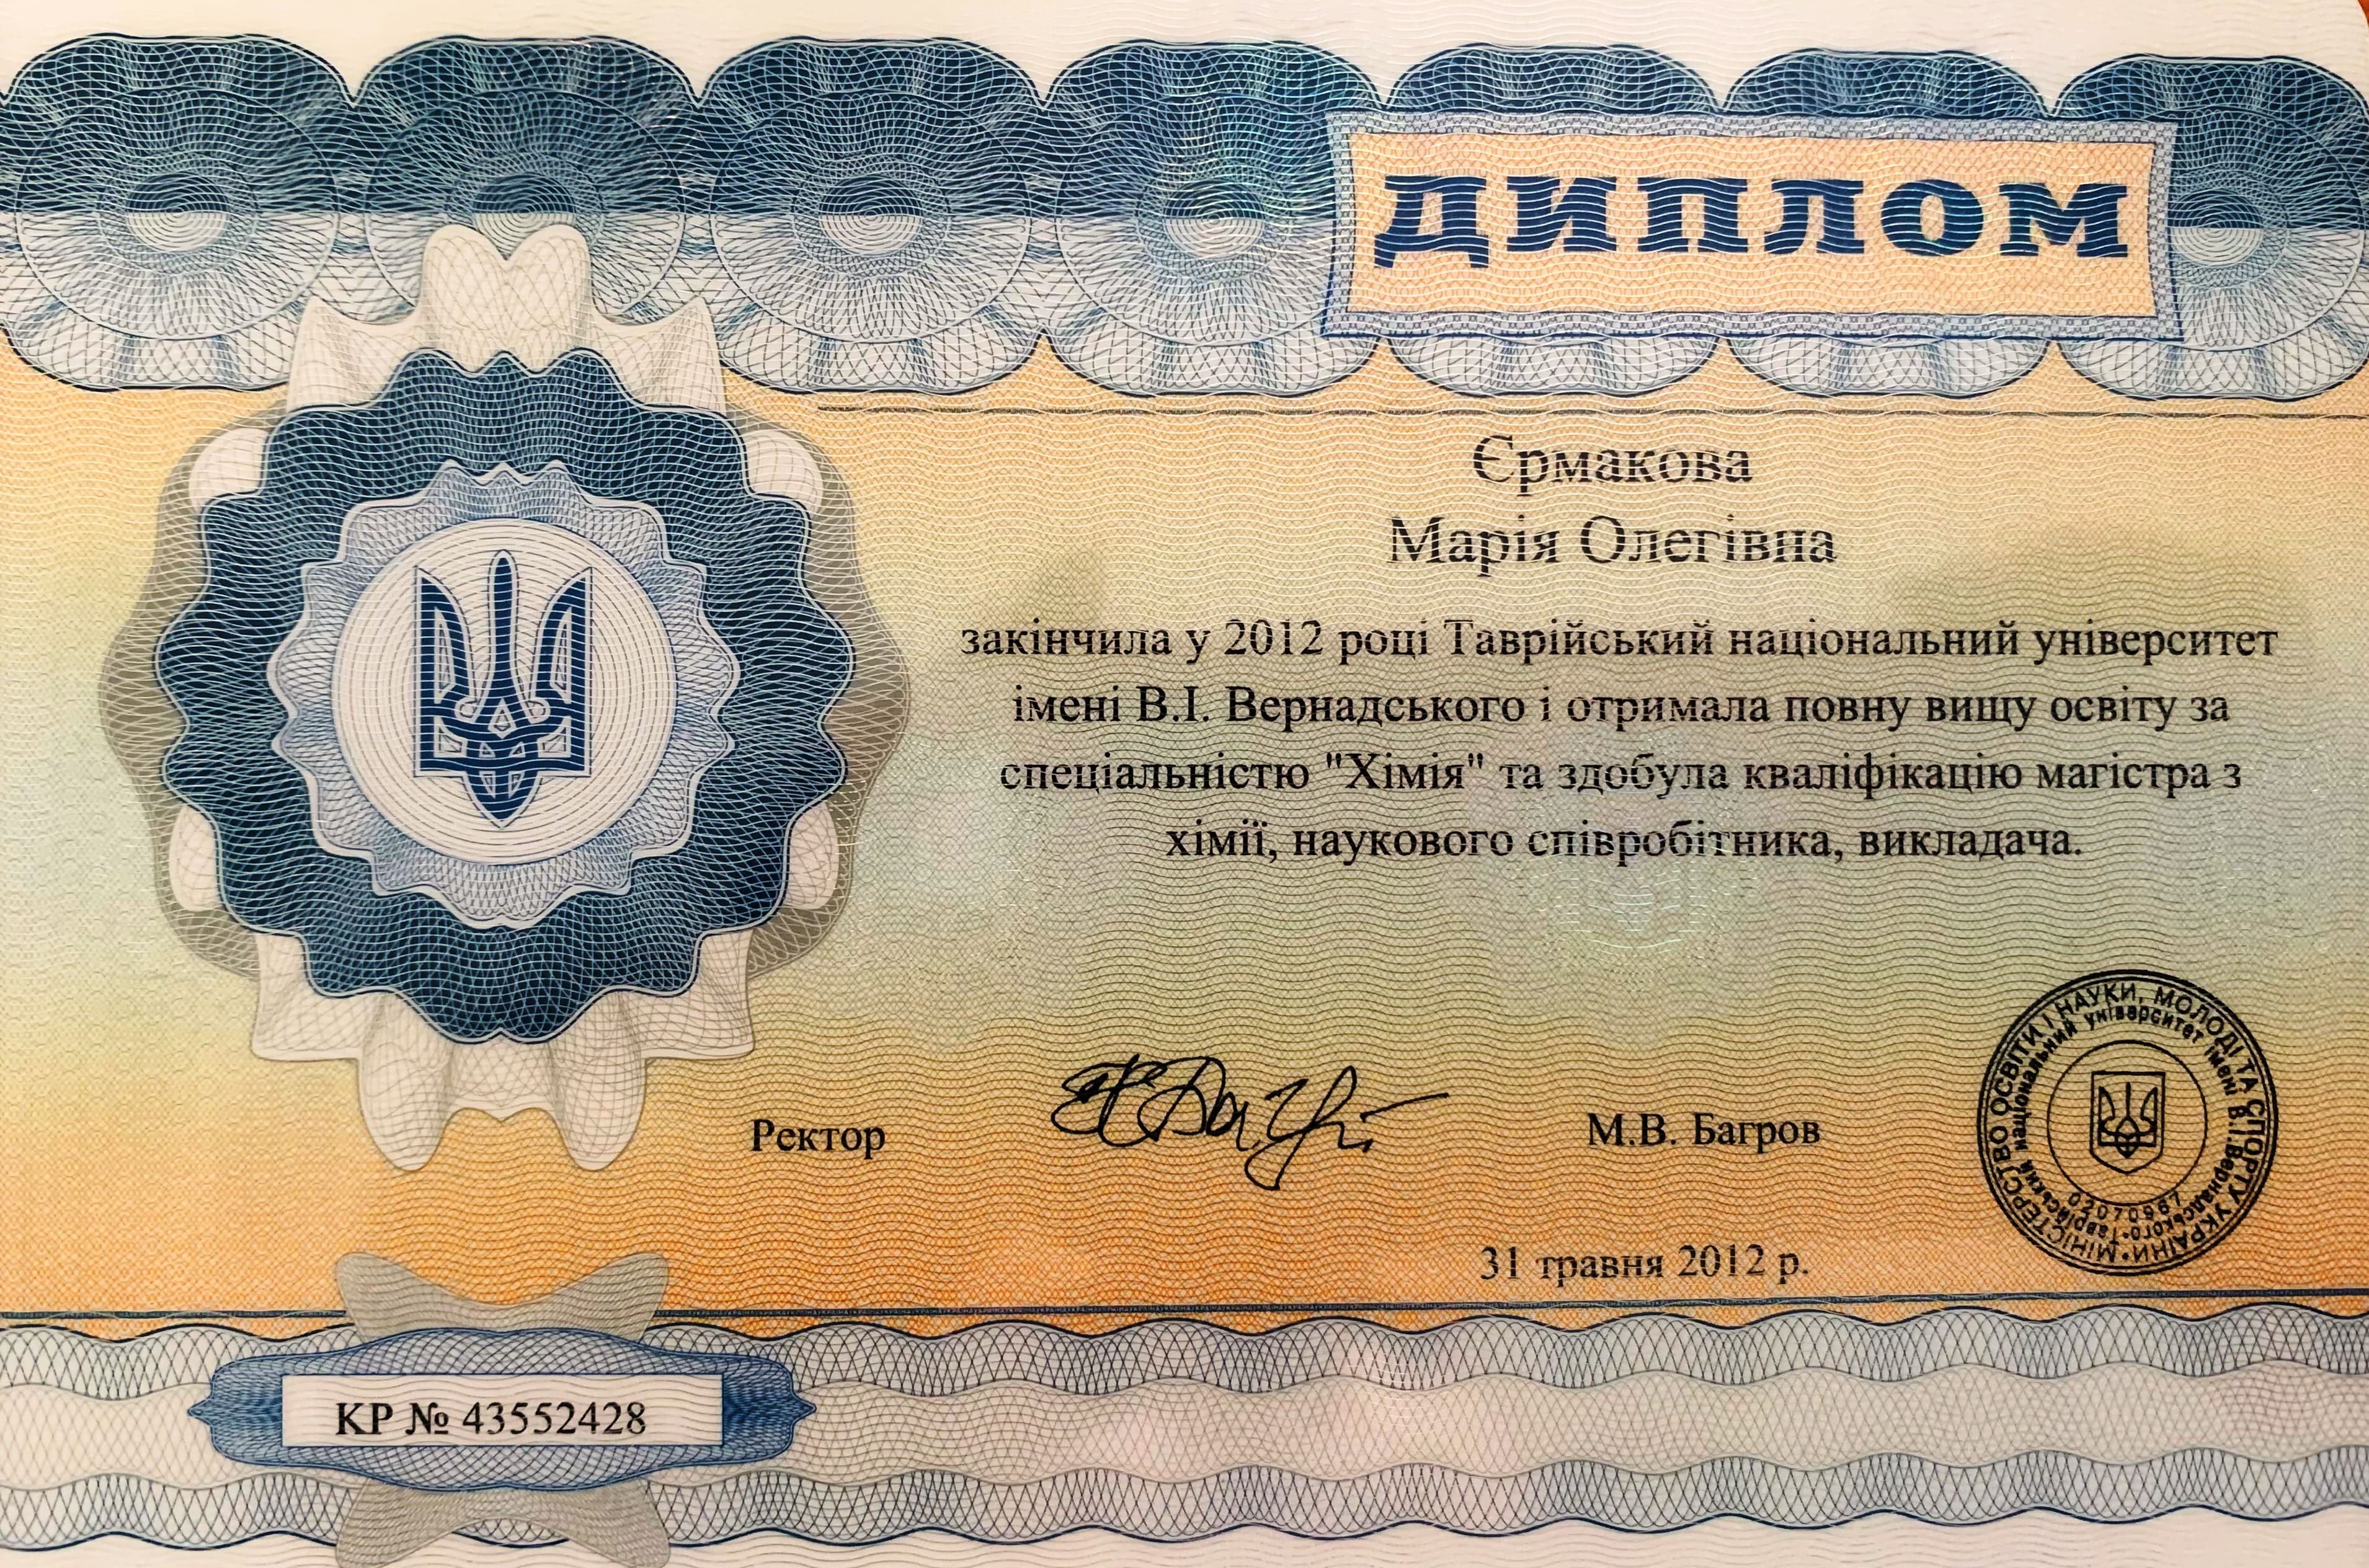 ДИПЛОМ
Єрмакова
Марія Олегівна
закінчила у 2012 році Таврійський національний університет
імені В.І. Вернадського і отримала повну вищу освіту за
спеціальністю "Хімія" та здобула кваліфікацію магістра з
хімії, наукового співробітника, викладача.
Ректор
М.В. Багров
МІНІСТЕРСТВО ОСВІТИ І НАУКИ, МОЛОДІ ТА СПОРТУ УКРАЇНИ
Таврійський національний університет імені В.І.Вернадського
02070967
31 травня 2012 р.
КР № 43552428